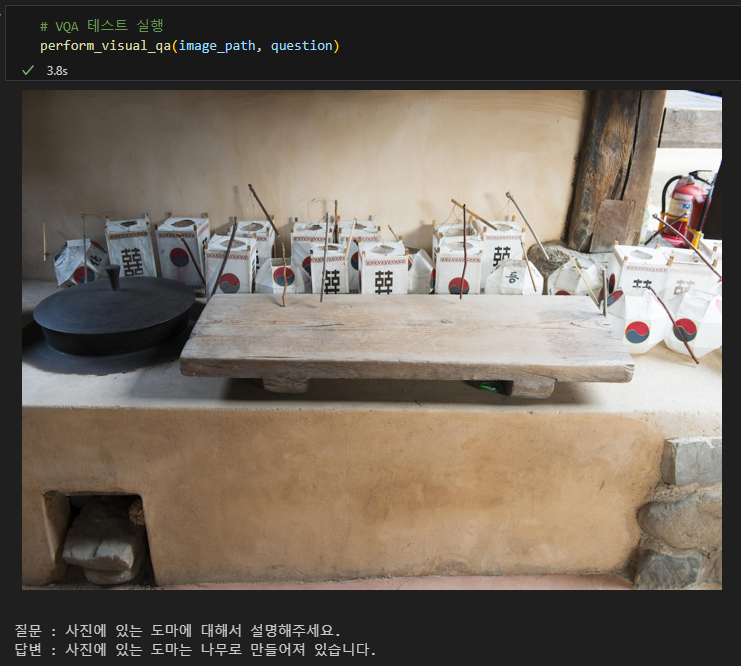 # VQA 테스트 실행
perform_visual_qa(image_path, question)
3.8s
囍
囍
囍
囍
질문 : 사진에 있는 도마에 대해서 설명해주세요.
답변 : 사진에 있는 도마는 나무로 만들어져 있습니다.